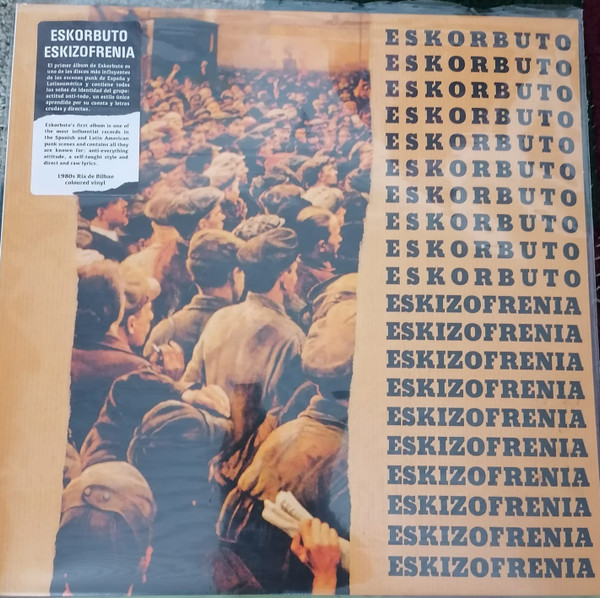 ESKORBUTO
ESKIZOFRENIA
El primer álbum de Eskorbuto es
uno de los discos más influyentes
de las escenas punk de España y
Latinoamérica y contiene todas
las señas de identidad del grupo:
actitud anti-todo, un estilo único
aprendido por su cuenta y letras
crudas y directas.
Eskorbuto's first album is one of
the most influential records in
the Spanish and Latin American
punk scenes and contains all they
are known for: anti-everything
attitude, a self-taught style and
direct and raw lyrics.
1980s Ría de Bilbao
coloured vinyl
ESKORBUTO
ESKORBUTO
ESKORBUTO
ESKORBUTO
ESKORBUTO
ESKORBUTO
ESKORBUTO
ESKORBUTO
ESKORBUTO
ESKORBUTO
ESKIZOFRENIA
ESKIZOFRENIA
ESKIZOFRENIA
ESKIZOFRENIA
ESKIZOFRENIA
ESKIZOFRENIA
ESKIZOFRENIA
ESKIZOFRENIA
ESKIZOFRENIA
ESKIZOFRENIA